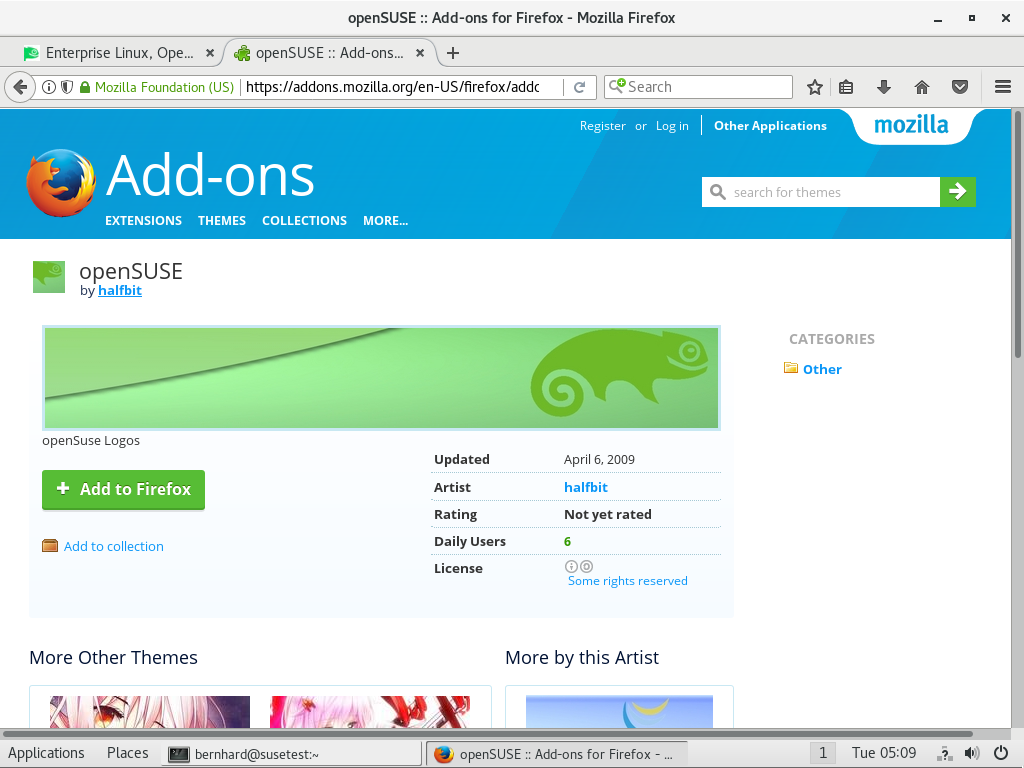 openSUSE :: Add-ons for Firefox - Mozilla Firefox
Enterprise Linux, Ope...
openSUSE :: Add-ons...
Mozilla Foundation (US)
https://addons.mozilla.org/en-US/firefox/addo
Search
Register or Log in
Other Applications
mozilla
Add-ons
search for themes
EXTENSIONS THEMES COLLECTIONS MORE...
openSUSE
by halfbit
CATEGORIES
Other
openSuse Logos
Add to Firefox
Add to collection
Updated April 6, 2009
Artist halfbit
Rating Not yet rated
Daily Users 6
License
Some rights reserved
More Other Themes
More by this Artist
Applications Places bernhard@susetest:~ openSUSE :: Add-ons for Firefox - ... 1 Tue 05:09